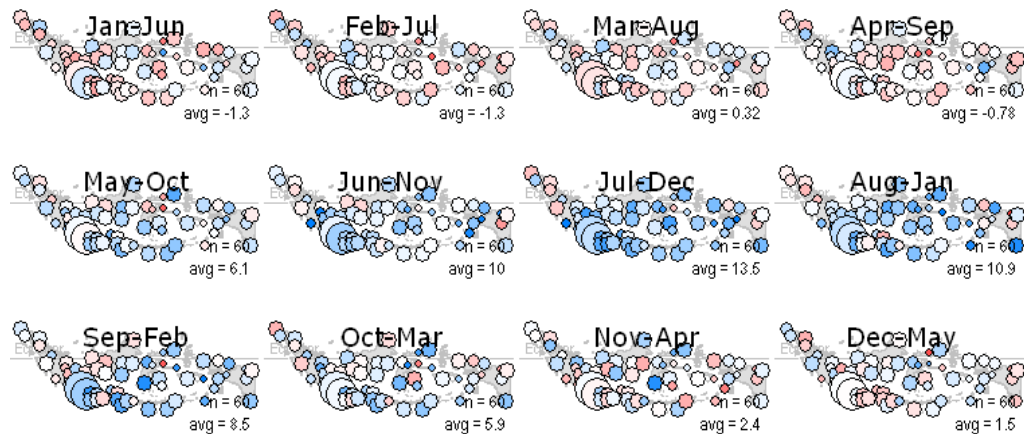 Jan-Jun
n = 60
avg = -1.3
Feb-Jul
n = 60
avg = -1.3
Mar-Aug
n = 60
avg = 0.32
Apr-Sep
n = 60
avg = -0.78
May-Oct
n = 60
avg = 6.1
Jun-Nov
n = 60
avg = 10
Jul-Dec
n = 60
avg = 13.5
Aug-Jan
n = 60
avg = 10.9
Sep-Feb
n = 60
avg = 8.5
Oct-Mar
n = 60
avg = 5.9
Nov-Apr
n = 60
avg = 2.4
Dec-May
n = 60
avg = 1.5